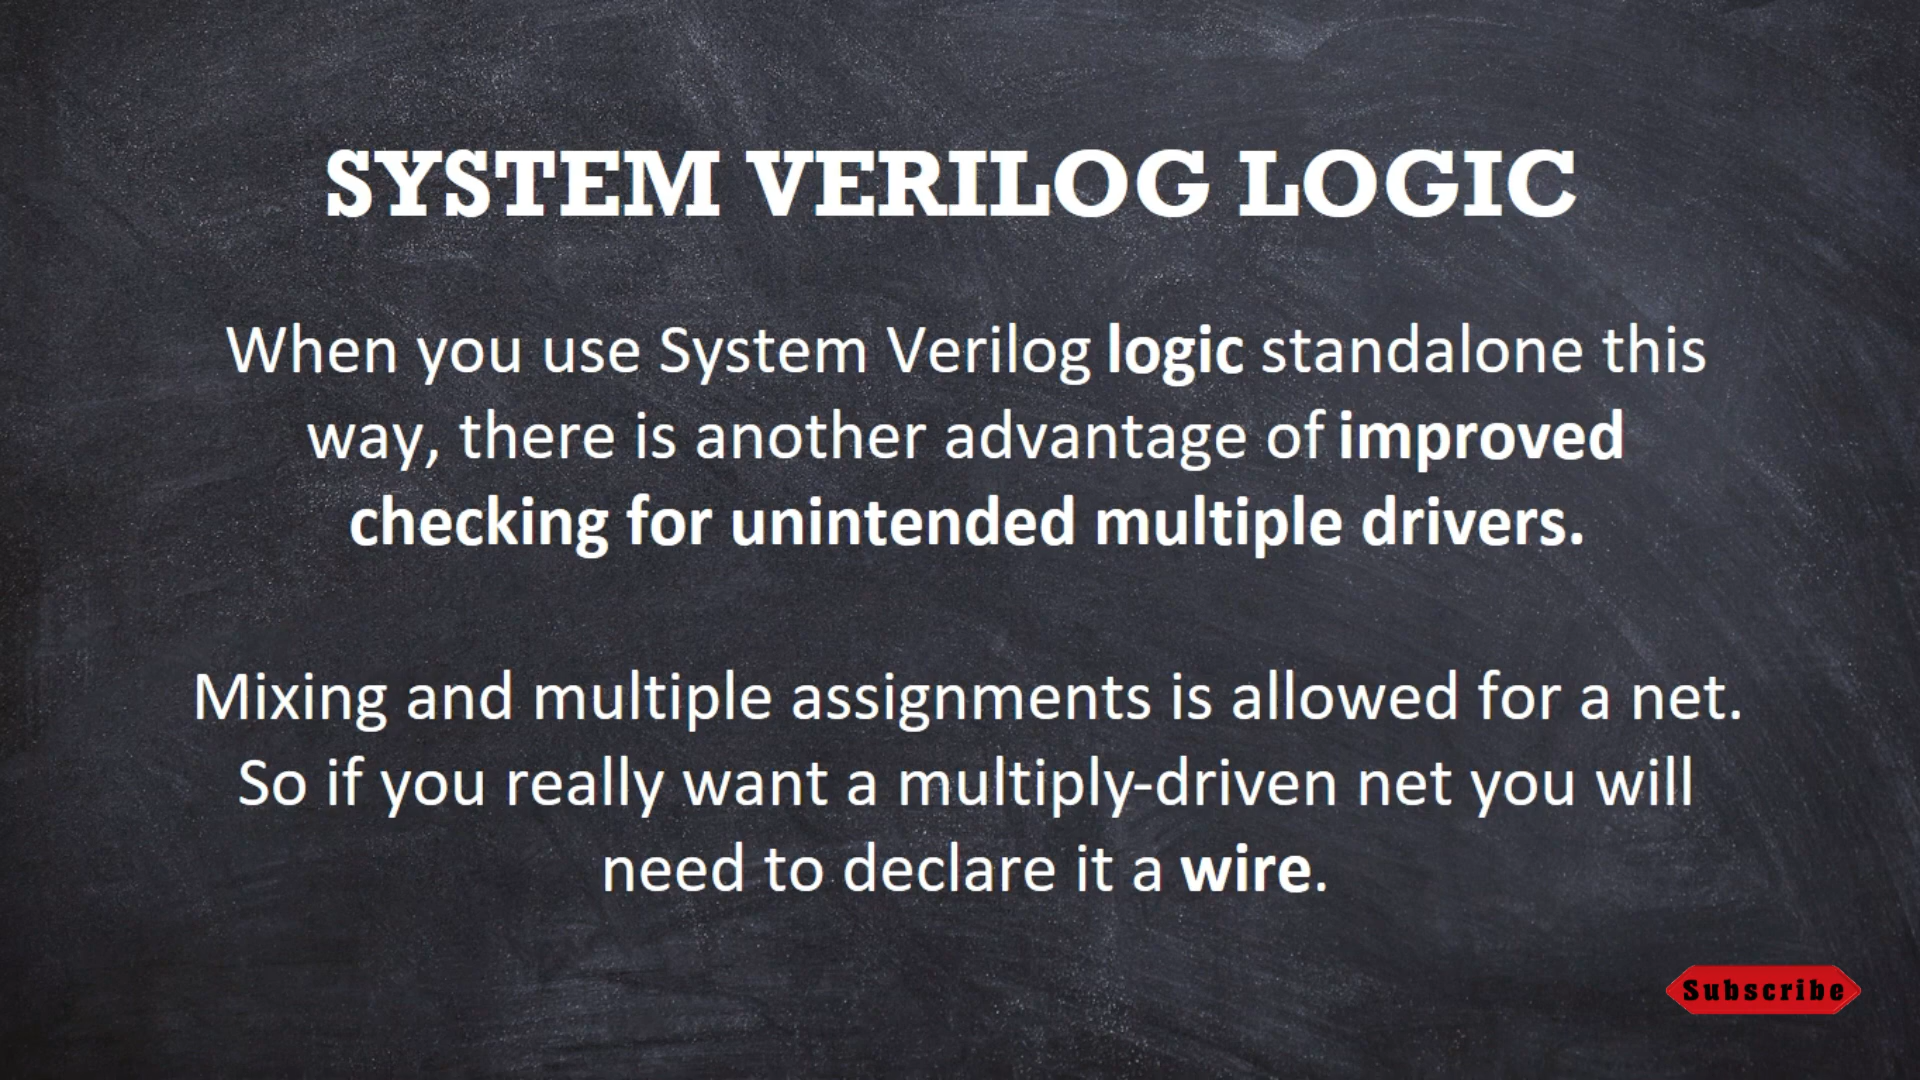 SYSTEM VERILOG LOGIC
When you use System Verilog logic standalone this
way, there is another advantage of improved
checking for unintended multiple drivers.
Mixing and multiple assignments is allowed for a net.
So if you really want a multiply-driven net you will
need to declare it a wire.
Subscribe